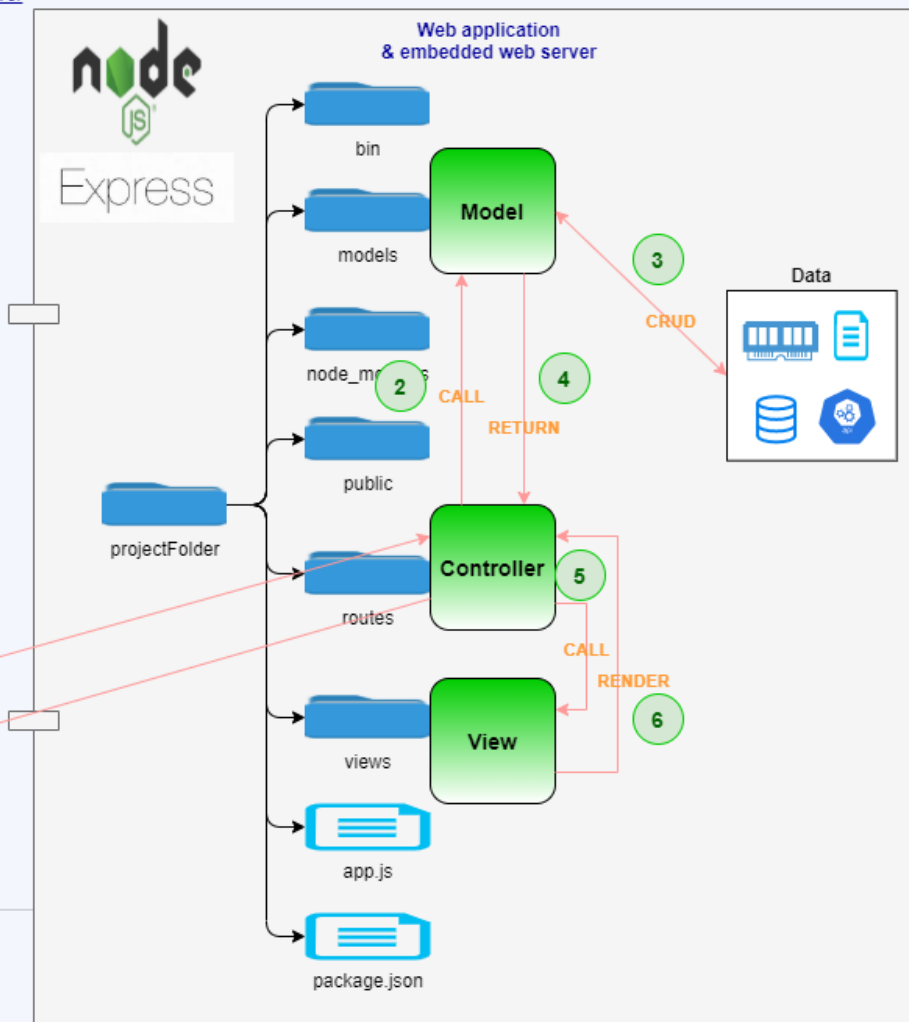 Web application
& embedded web server
node
JS
Express
bin
Model
models
3
Data
CRUD
api
2
4
CALL
RETURN
public
projectFolder
Controller
5
routes
CALL
RENDER
6
View
views
app.js
package.json